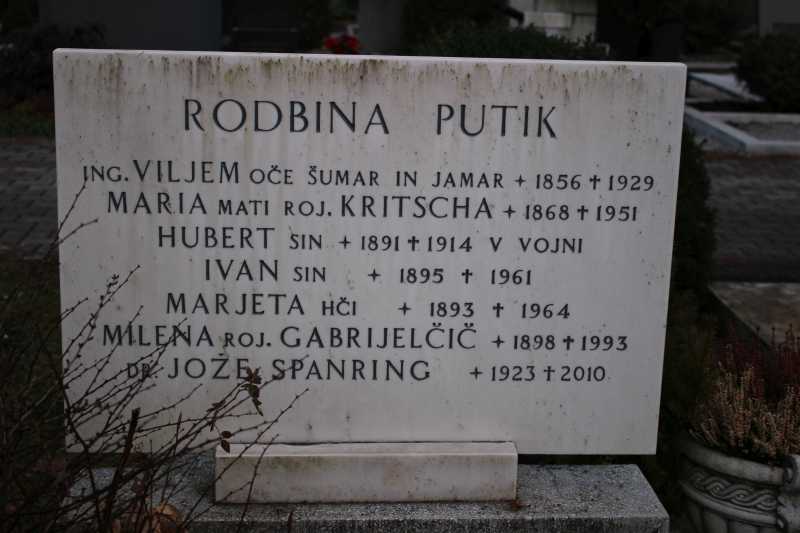 RODBINA PUTIK
ING. VILJEM OČE ŠUMAR IN JAMAR + 1856 † 1929
MARIA MATI ROJ. KRITSCHA + 1868 † 1951
HUBERT SIN + 1891 † 1914 V VOJNI
IVAN SIN + 1895 † 1961
MARJETA HČI + 1893 † 1964
MILENA ROJ. GABRIJELČIČ + 1898 † 1993
DR. JOŽE SPANRING + 1923 † 2010